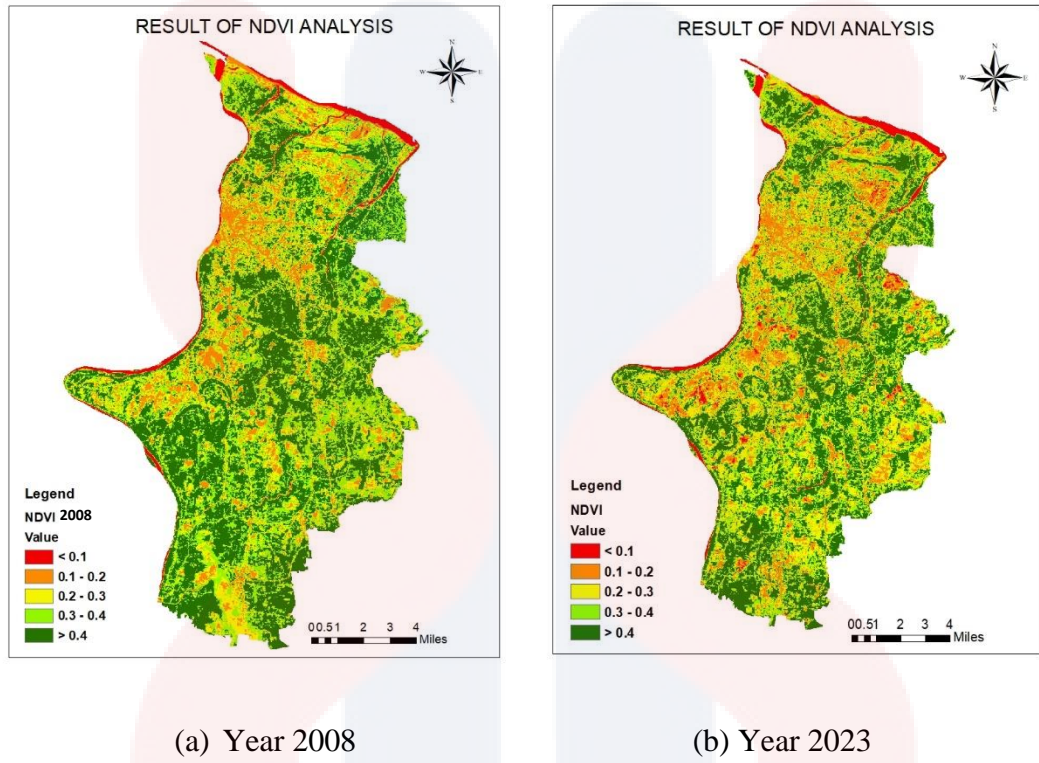 RESULT OF NDVI ANALYSIS
N
W
E
S
Legend
NDVI 2008
Value
< 0.1
0.1 - 0.2
0.2 - 0.3
0.3 - 0.4
> 0.4
00.51 2 3 4
Miles
(a) Year 2008
RESULT OF NDVI ANALYSIS
N
W
E
S
Legend
NDVI
Value
< 0.1
0.1 - 0.2
0.2 - 0.3
0.3 - 0.4
> 0.4
00.51 2 3 4
Miles
(b) Year 2023